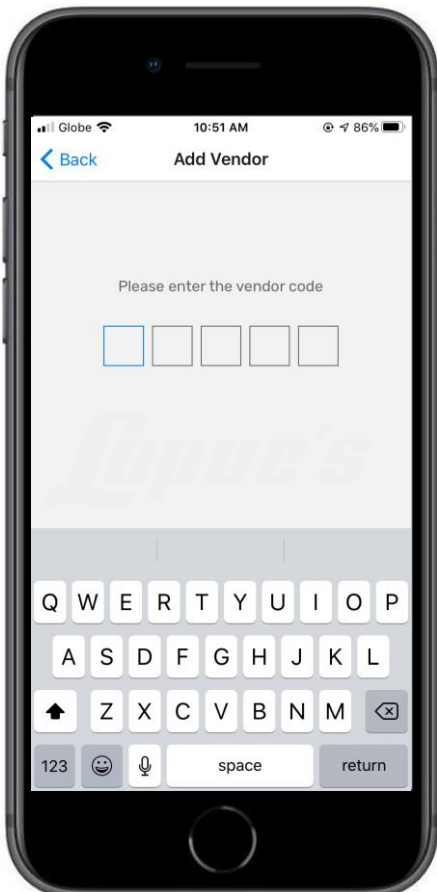 Globe 10:51 AM 86%
Back Add Vendor
Please enter the vendor code
Lopue's
Q W E R T Y U I O P
A S D F G H J K L
Z X C V B N M
123 space return